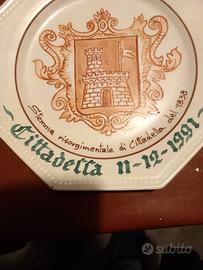 Stemma risorgimentale di Cittadella del 1838
~ Cittadella 11-12-1991 ~
subito